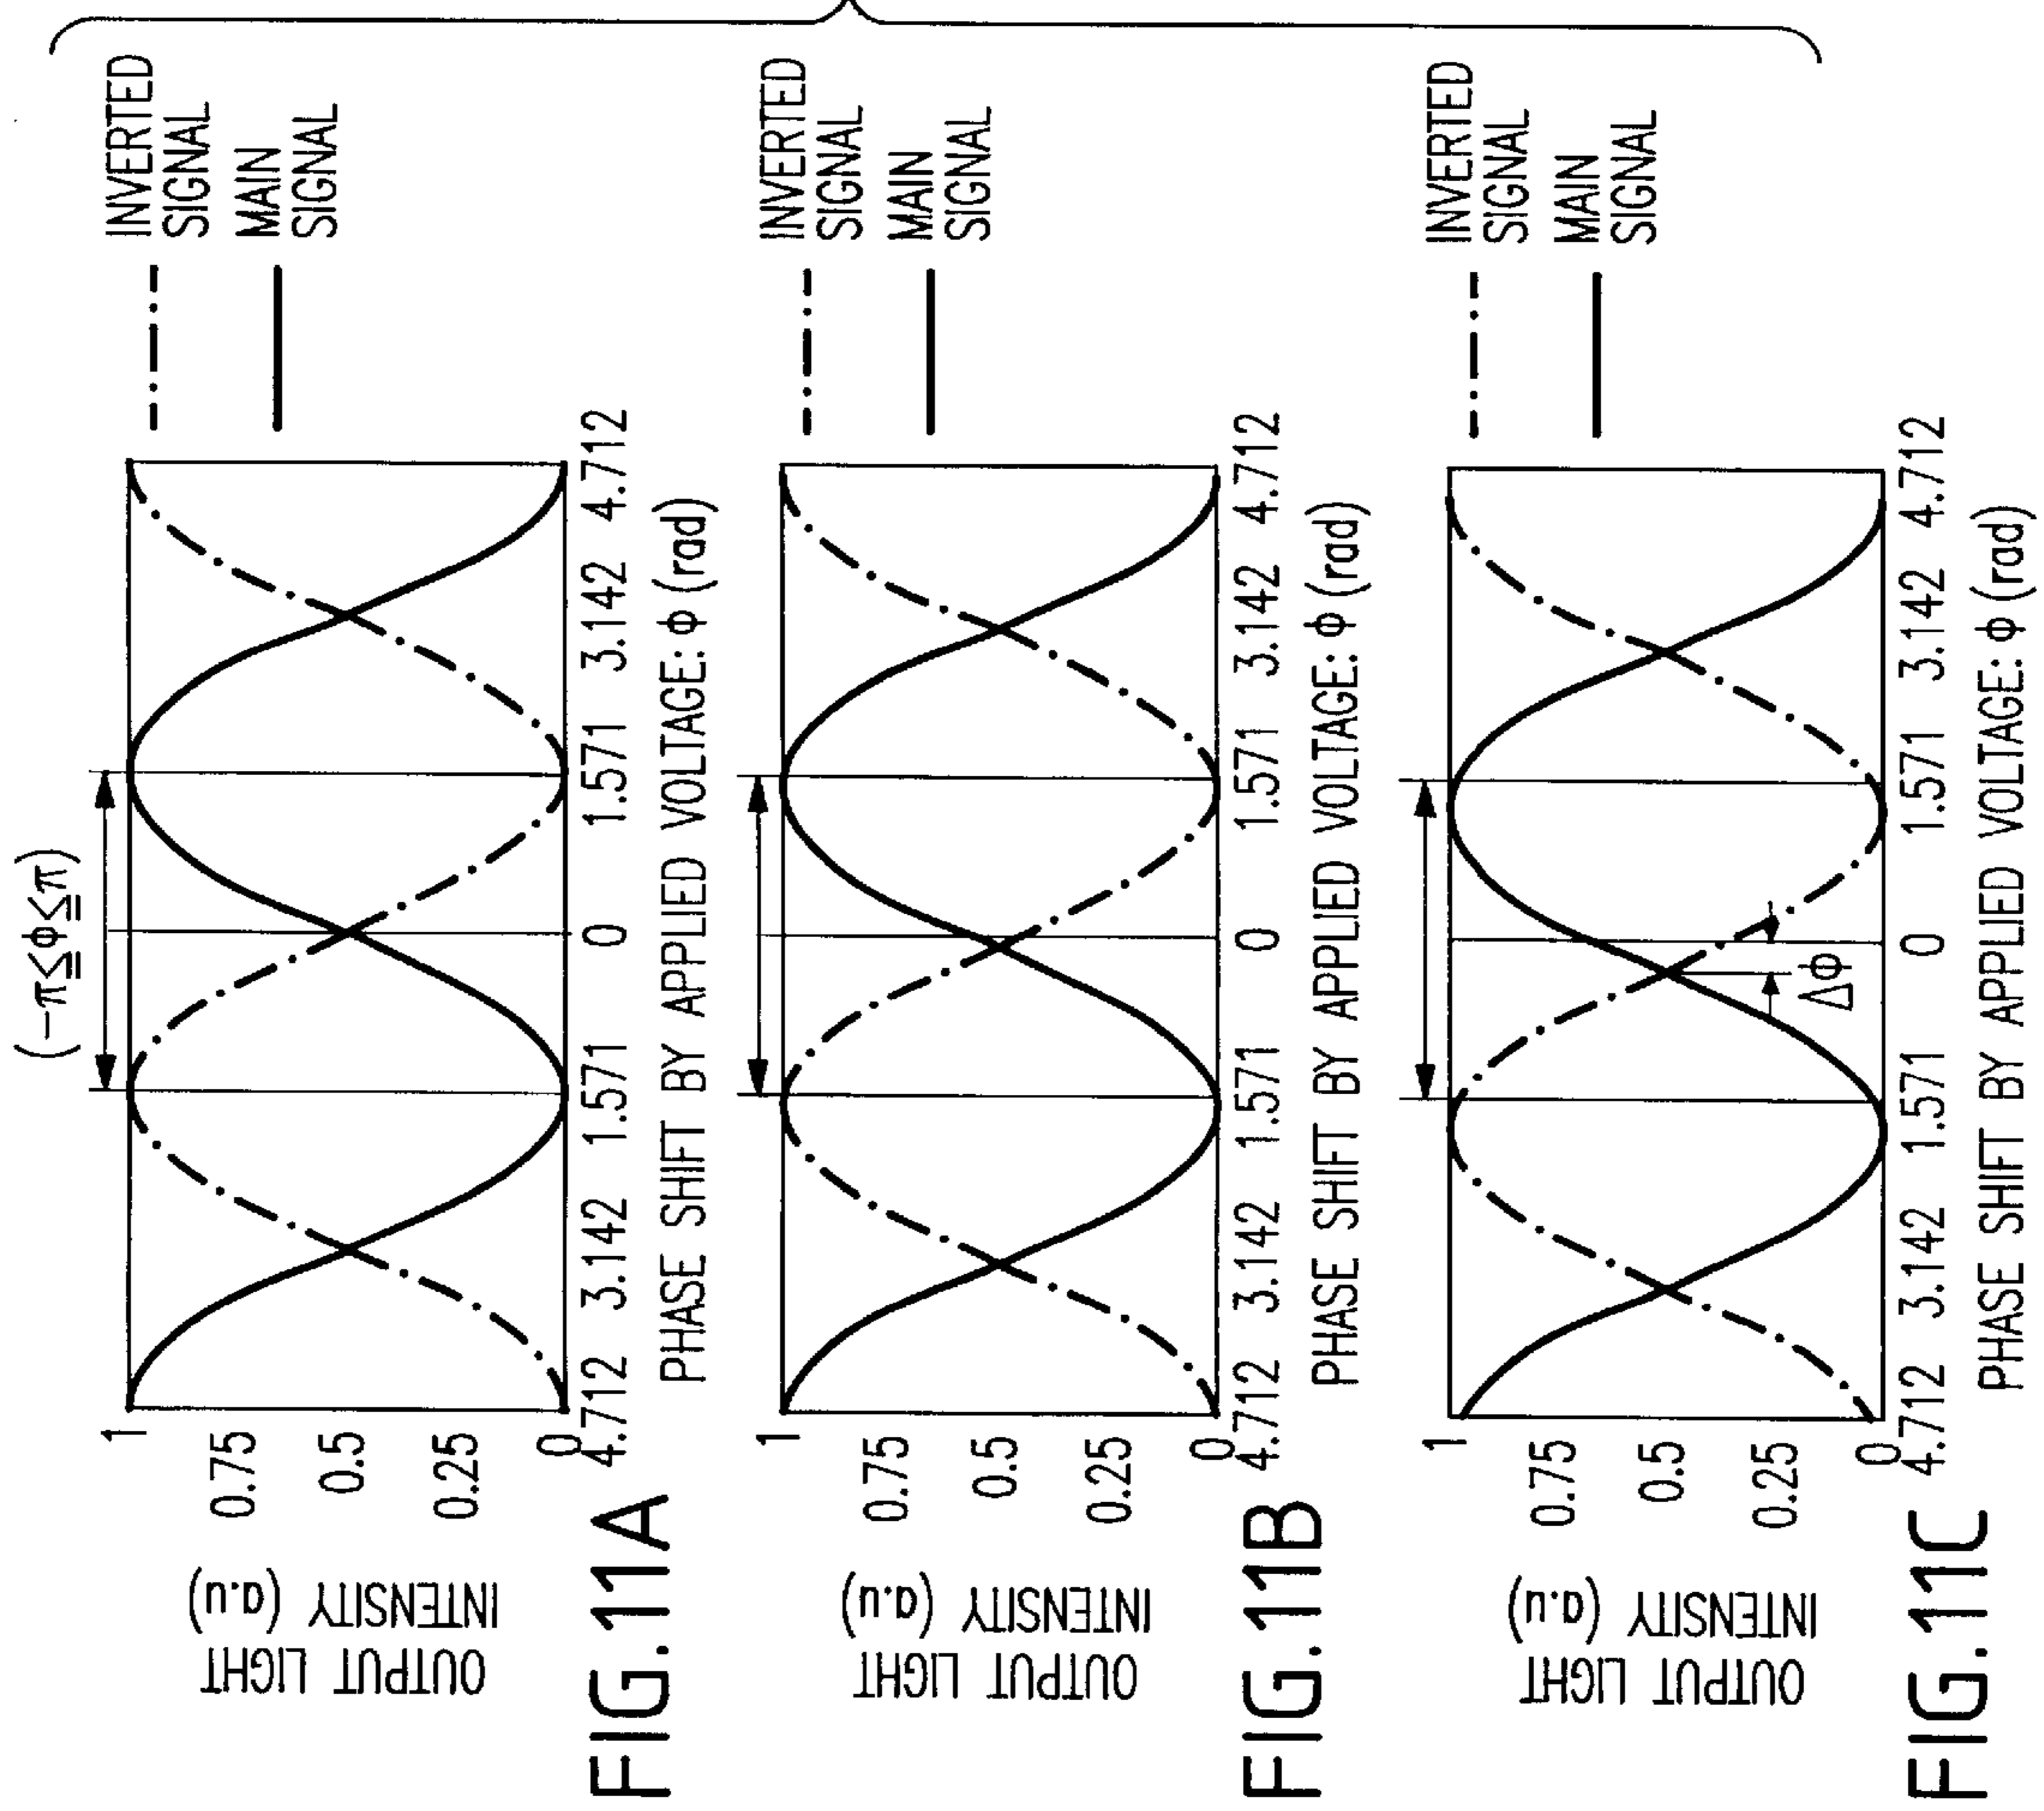 FIG.11A
OUTPUT LIGHT
INTENSITY (a.u)
1
0.75
0.5
0.25
0
(-π≦ϕ≦π)
4.712 3.142 1.571 0 1.571 3.142 4.712
PHASE SHIFT BY APPLIED VOLTAGE: ϕ (rad)
INVERTED
SIGNAL
MAIN
SIGNAL
FIG.11B
OUTPUT LIGHT
INTENSITY (a.u)
1
0.75
0.5
0.25
0
4.712 3.142 1.571 0 1.571 3.142 4.712
PHASE SHIFT BY APPLIED VOLTAGE: ϕ (rad)
INVERTED
SIGNAL
MAIN
SIGNAL
FIG.11C
OUTPUT LIGHT
INTENSITY (a.u)
1
0.75
0.5
0.25
0
Δϕ
4.712 3.142 1.571 0 1.571 3.142 4.712
PHASE SHIFT BY APPLIED VOLTAGE: ϕ (rad)
INVERTED
SIGNAL
MAIN
SIGNAL